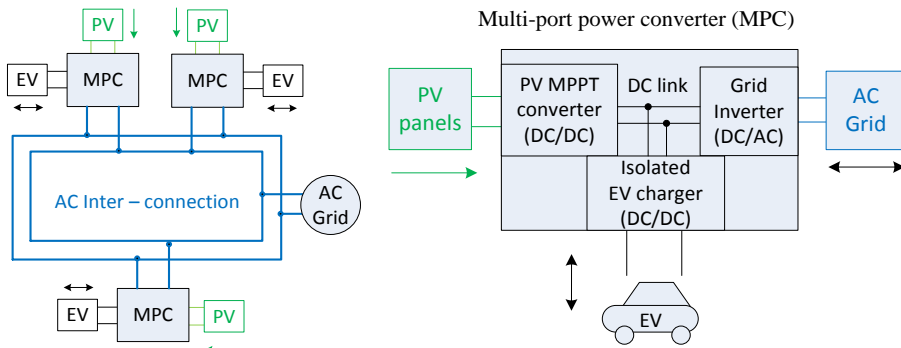 PV
PV
EV
MPC
MPC
EV
AC Inter – connection
AC
Grid
EV
MPC
PV
Multi-port power converter (MPC)
PV
panels
PV MPPT
converter
(DC/DC)
DC link
Grid
Inverter
(DC/AC)
AC
Grid
Isolated
EV charger
(DC/DC)
EV